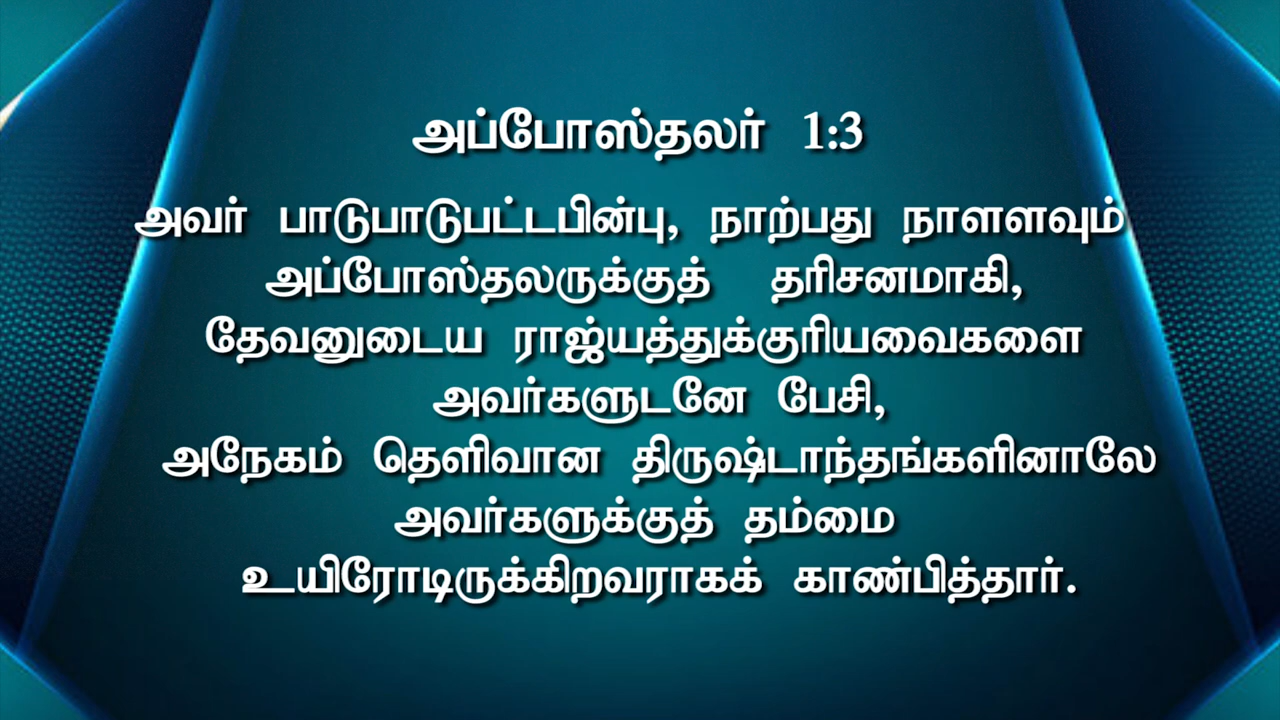 அப்போஸ்தலர் 1:3
அவர் பாடுபாடுபட்டபின்பு, நாற்பது நாளளவும்
அப்போஸ்தலருக்குத் தரிசனமாகி,
தேவனுடைய ராஜ்யத்துக்குரியவைகளை
அவர்களுடனே பேசி,
அநேகம் தெளிவான திருஷ்டாந்தங்களினாலே
அவர்களுக்குத் தம்மை
உயிரோடிருக்கிறவராகக் காண்பித்தார்.